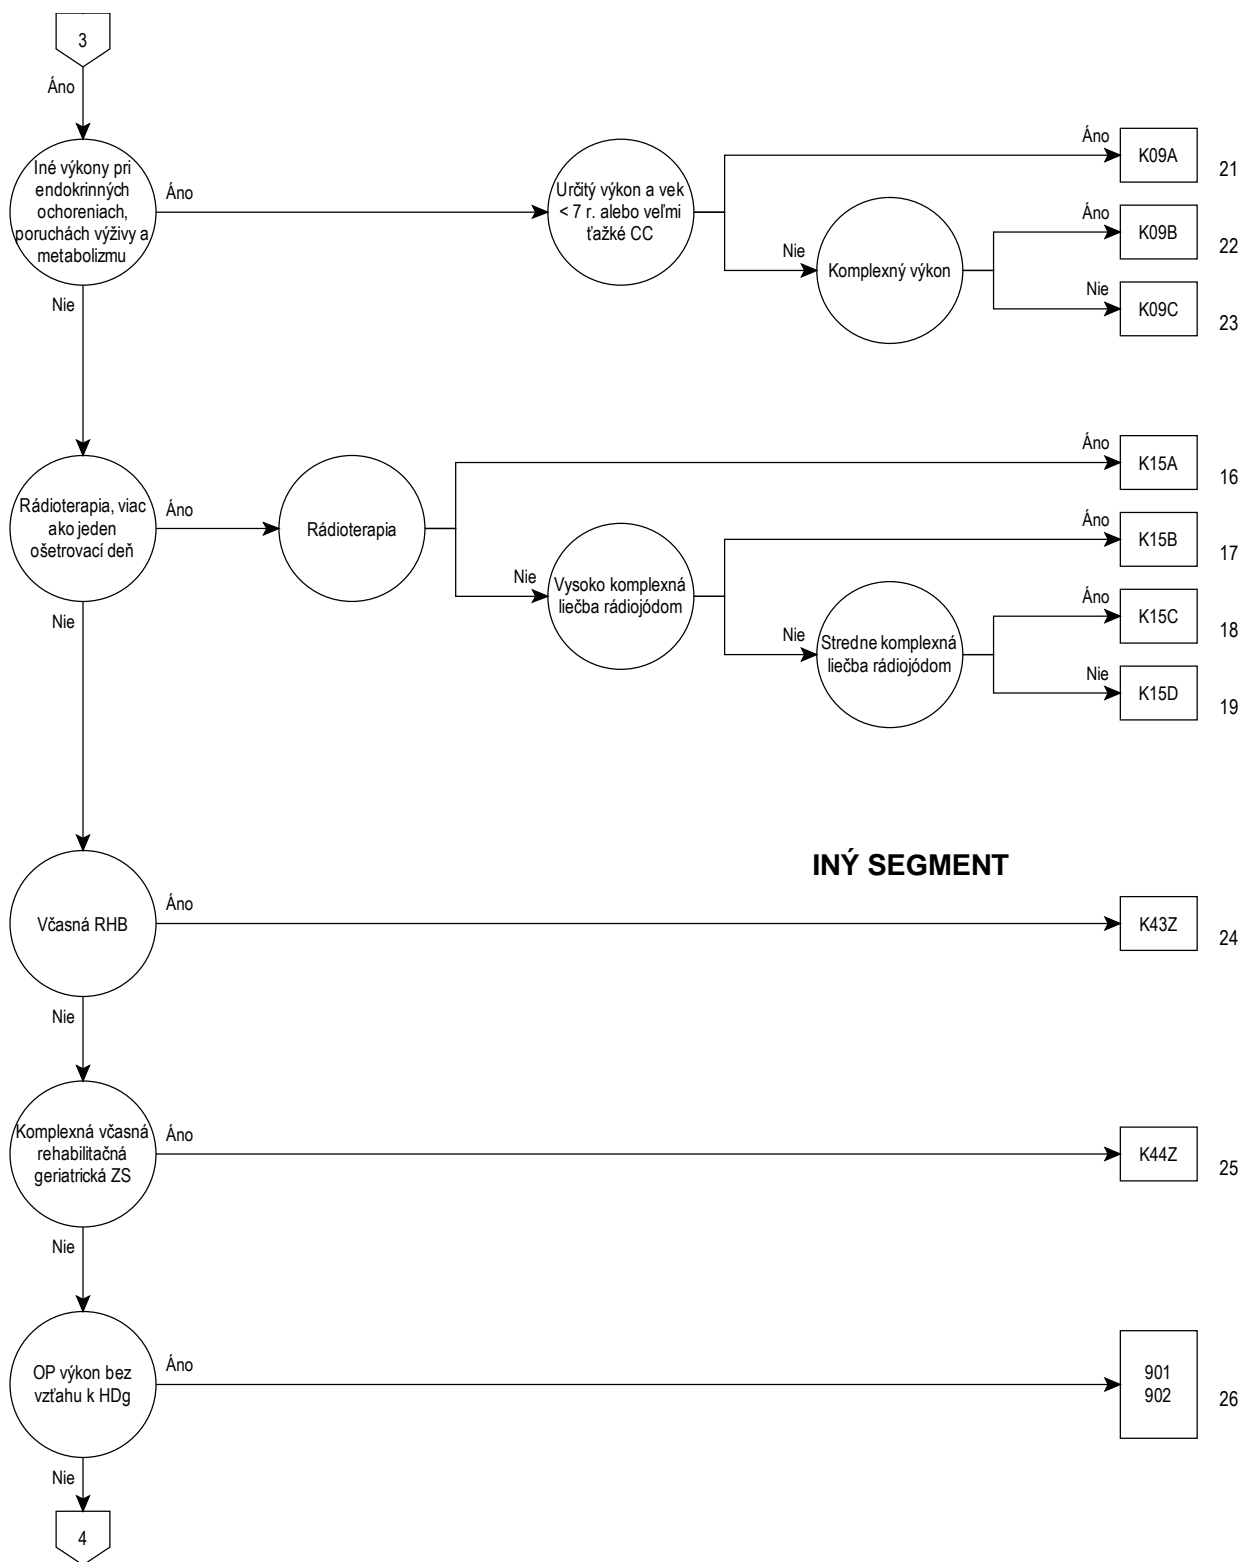 3
Áno
Iné výkony pri
endokrinných
ochoreniach,
poruchách výživy a
metabolizmu
Áno
Určitý výkon a vek
< 7 r. alebo veľmi
ťažké CC
Áno
K09A
21
Nie
Komplexný výkon
Áno
K09B
22
Nie
K09C
23
Nie
Rádioterapia, viac
ako jeden
ošetrovací deň
Áno
Rádioterapia
Áno
K15A
16
Nie
Vysoko komplexná
liečba rádiojódom
Áno
K15B
17
Nie
Stredne komplexná
liečba rádiojódom
Áno
K15C
18
Nie
K15D
19
Nie
INÝ SEGMENT
Včasná RHB
Áno
K43Z
24
Nie
Komplexná včasná
rehabilitačná
geriatrická ZS
Áno
K44Z
25
Nie
OP výkon bez
vzťahu k HDg
Áno
901
902
26
Nie
4